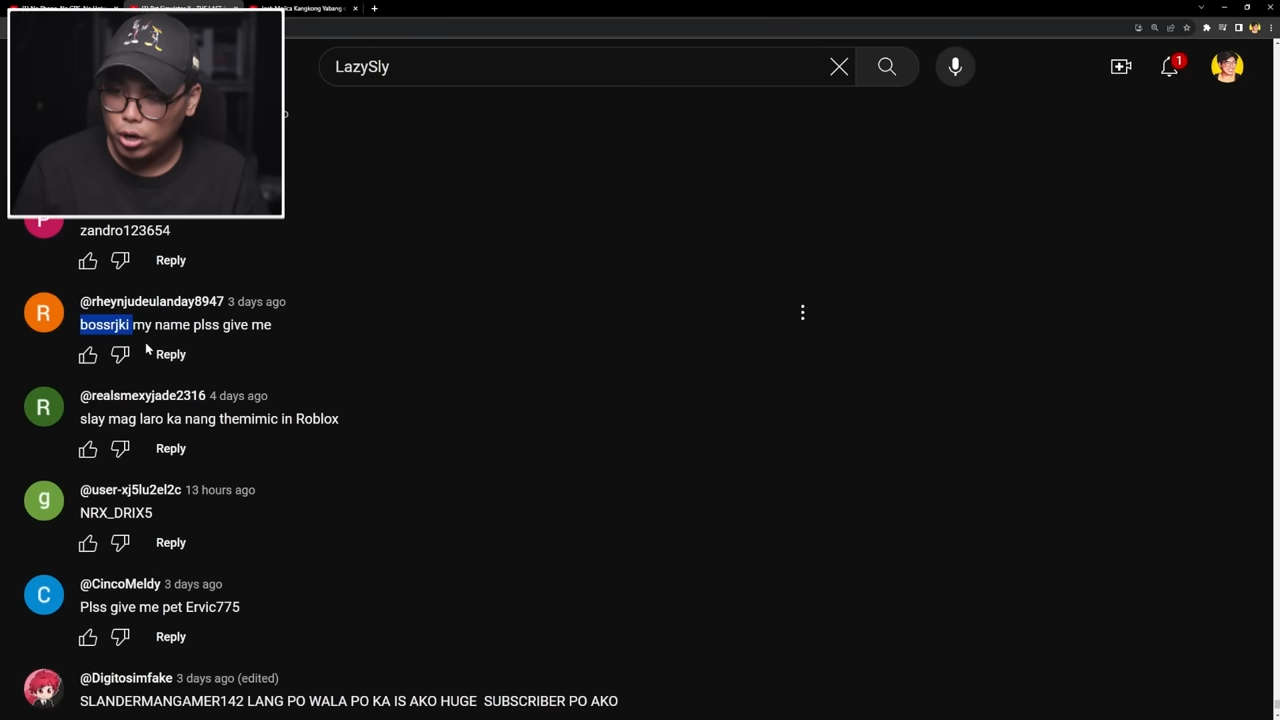 LazySly
1
zandro123654
Reply
@rheynjudeulanday8947 3 days ago
bossrjki my name plss give me
Reply
@realsmexyjade2316 4 days ago
slay mag laro ka nang themimic in Roblox
Reply
@user-xj5lu2el2c 13 hours ago
NRX_DRIX5
Reply
@CincoMeldy 3 days ago
Plss give me pet Ervic775
Reply
@Digitosimfake 3 days ago (edited)
SLANDERMANGAMER142 LANG PO WALA PO KA IS AKO HUGE SUBSCRIBER PO AKO
R
R
g
C